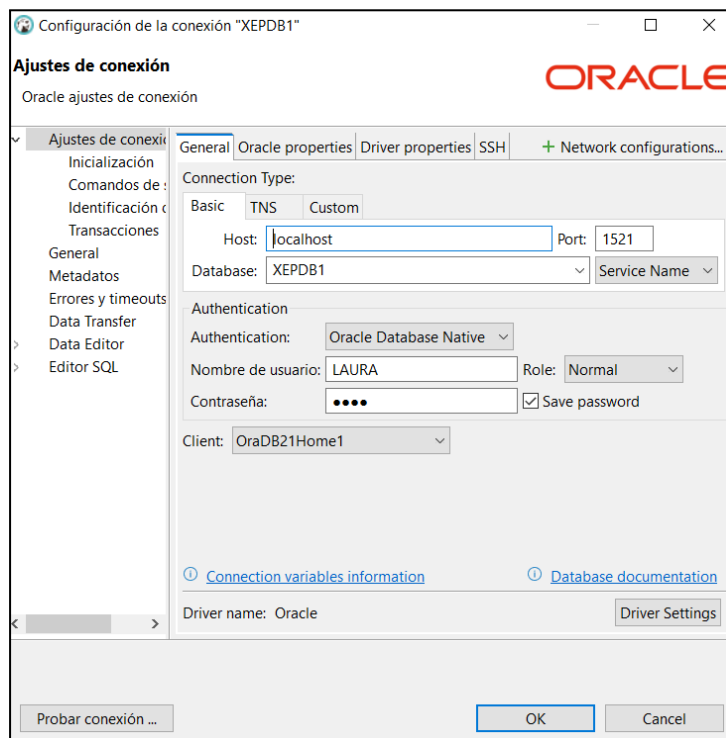 Configuración de la conexión "XEPDB1"
Ajustes de conexión
Oracle ajustes de conexión
ORACLE
Ajustes de conexi
Inicialización
Comandos de
Identificación
Transacciones
General
Metadatos
Errores y timeouts
Data Transfer
Data Editor
Editor SQL
General Oracle properties Driver properties SSH + Network configurations...
Connection Type:
Basic TNS Custom
Host: localhost Port: 1521
Database: XEPDB1 Service Name
Authentication
Authentication: Oracle Database Native
Nombre de usuario: LAURA Role: Normal
Contraseña: •••• Save password
Client: OraDB21Home1
Connection variables information Database documentation
Driver name: Oracle Driver Settings
Probar conexión ... OK Cancel